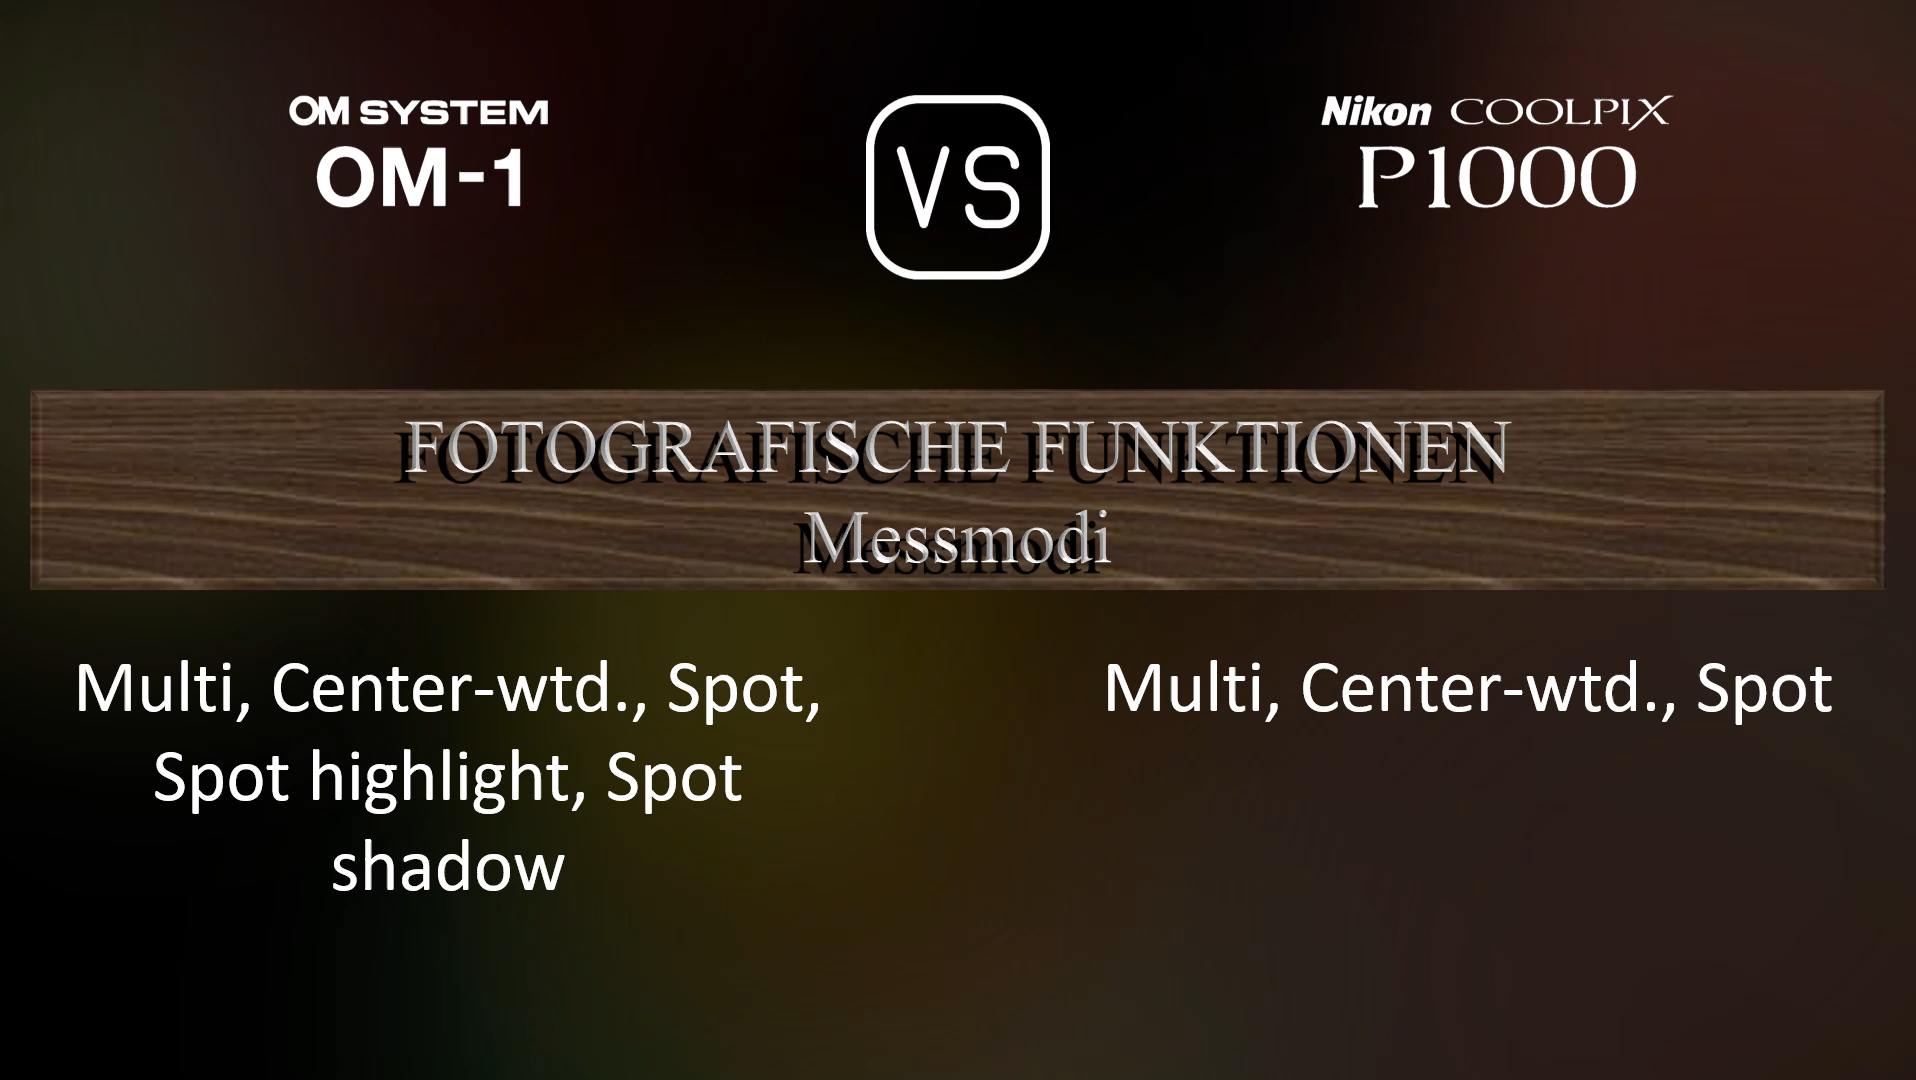 OM SYSTEM
OM-1
VS
Nikon COOLPIX
P1000
FOTOGRAFISCHE FUNKTIONEN
Messmodi
Multi, Center-wtd., Spot,
Spot highlight, Spot
shadow
Multi, Center-wtd., Spot